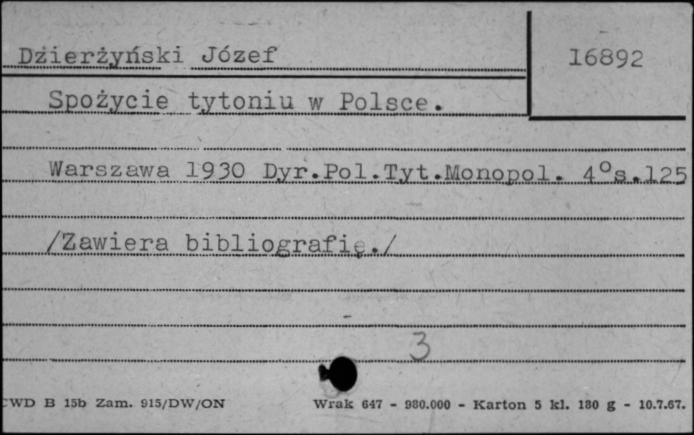 Dzierżyński Józef
16892
Spożycie tytoniu w Polsce.
Warszawa 1930 Dyr.Pol.Tyt.Monopol. 4°s.125
/Zawiera bibliografię./
3
CWD B 15b Zam. 915/DW/ON Wrak 647 - 980.000 - Karton 5 kl. 180 g - 10.7.67.